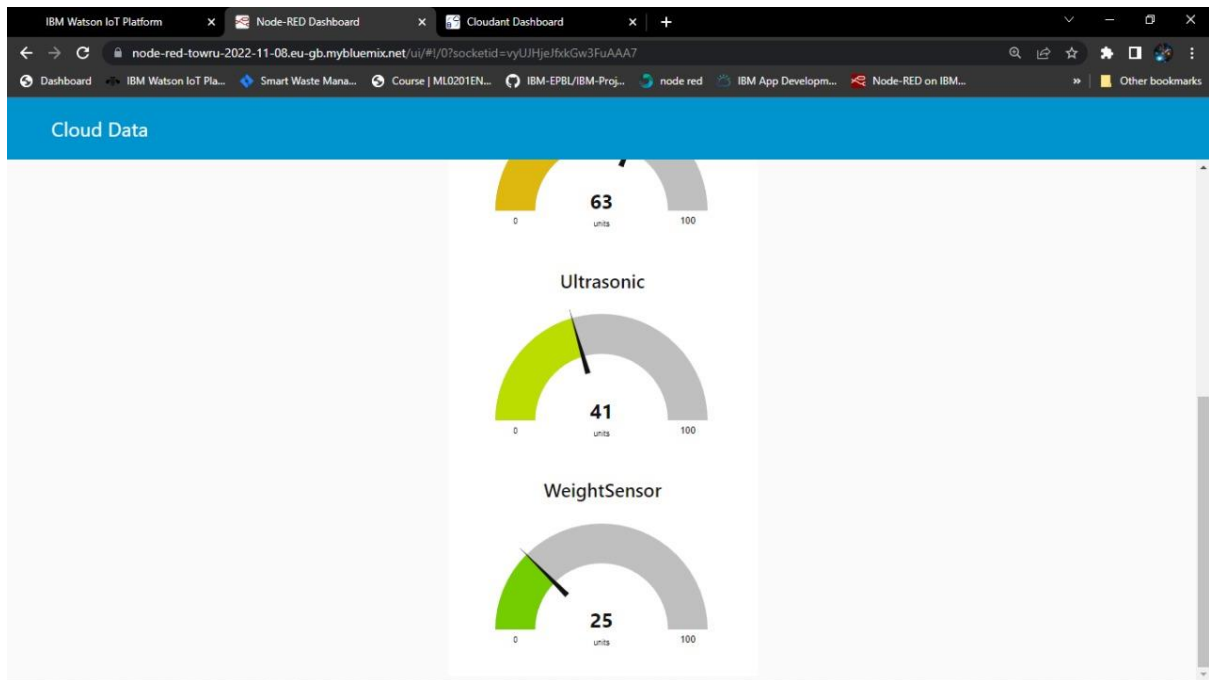 IBM Watson IoT Platform
Node-RED Dashboard
Cloudant Dashboard
node-red-towru-2022-11-08.eu-gb.mybluemix.net/ui/#!/0?socketid=vyUJHjeJfxkGw3FuAAA7
Dashboard
IBM Watson IoT Pla...
Smart Waste Mana...
Course | ML0201EN...
IBM-EPBL/IBM-Proj...
node red
IBM App Developm...
Node-RED on IBM...
»
Other bookmarks
Cloud Data
63
0 units 100
Ultrasonic
41
0 units 100
WeightSensor
25
0 units 100